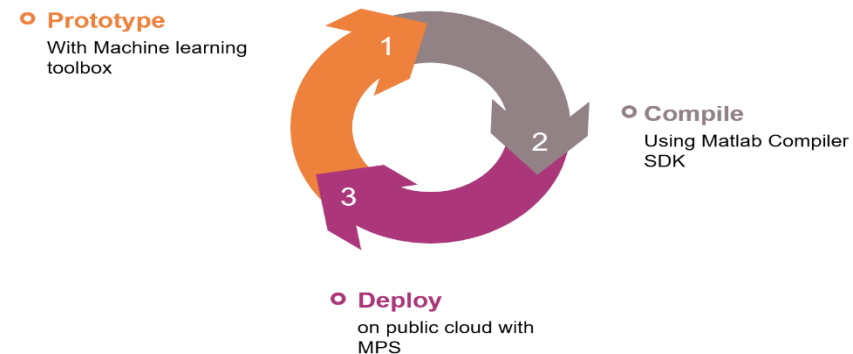 Prototype
With Machine learning
toolbox
1
2
Compile
Using Matlab Compiler
SDK
3
Deploy
on public cloud with
MPS